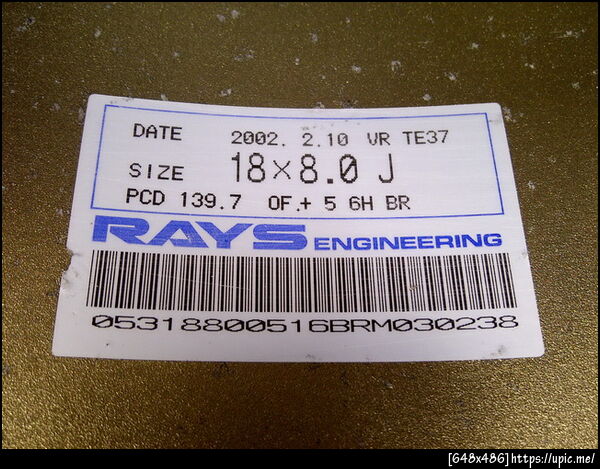 DATE 2002. 2.10 VR TE37
SIZE 18×8.0 J
PCD 139.7 OF.+ 5 6H BR
RAYS ENGINEERING
05318800516BRM030238
[648x486]https://upic.me/